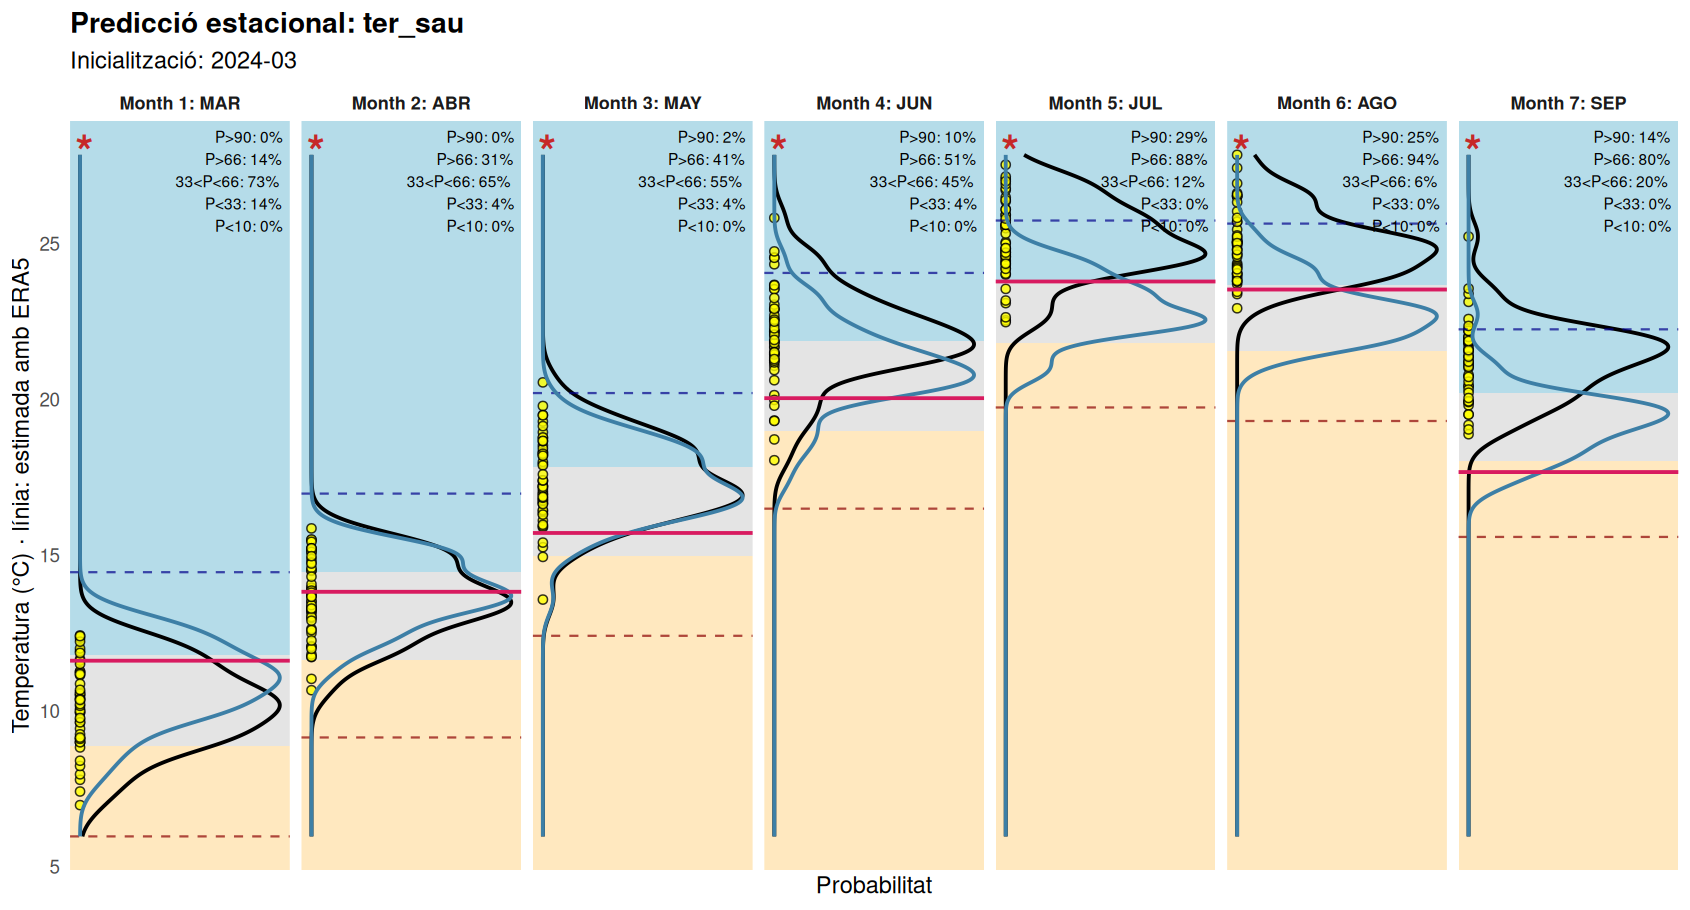 Predicció estacional: ter_sau
Inicialització: 2024-03
Month 1: MAR
Month 2: ABR
Month 3: MAY
Month 4: JUN
Month 5: JUL
Month 6: AGO
Month 7: SEP
*
P>90: 0%
P>66: 14%
33<P<66: 73%
P<33: 14%
P<10: 0%
*
P>90: 0%
P>66: 31%
33<P<66: 65%
P<33: 4%
P<10: 0%
*
P>90: 2%
P>66: 41%
33<P<66: 55%
P<33: 4%
P<10: 0%
*
P>90: 10%
P>66: 51%
33<P<66: 45%
P<33: 4%
P<10: 0%
*
P>90: 29%
P>66: 88%
33<P<66: 12%
P<33: 0%
P<10: 0%
*
P>90: 25%
P>66: 94%
33<P<66: 6%
P<33: 0%
P<10: 0%
*
P>90: 14%
P>66: 80%
33<P<66: 20%
P<33: 0%
P<10: 0%
25
20
15
10
5
Temperatura (°C) · línia: estimada amb ERA5
Probabilitat